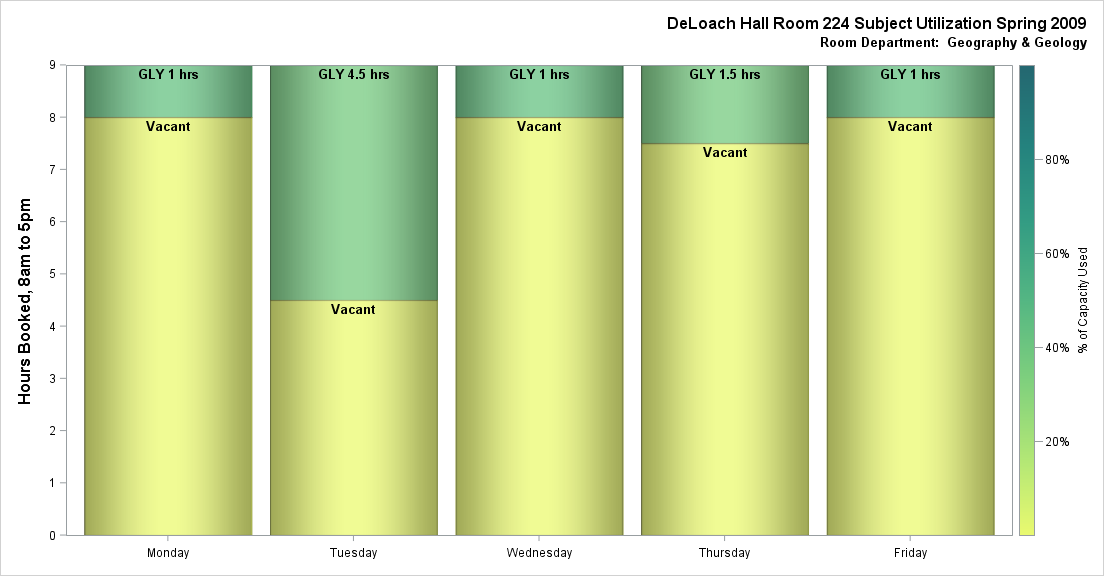 DeLoach Hall Room 224 Subject Utilization Spring 2009
Room Department: Geography & Geology
Hours Booked, 8am to 5pm
9
8
7
6
5
4
3
2
1
0
GLY 1 hrs
Vacant
GLY 4.5 hrs
Vacant
GLY 1 hrs
Vacant
GLY 1.5 hrs
Vacant
GLY 1 hrs
Vacant
Monday
Tuesday
Wednesday
Thursday
Friday
80%
60%
40%
20%
% of Capacity Used